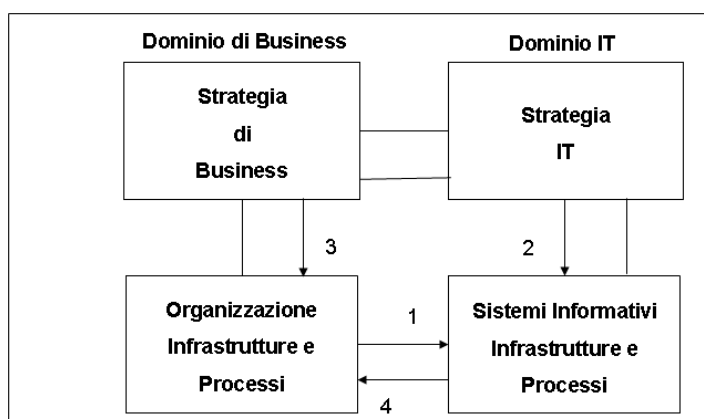 Dominio di Business
Dominio IT
Strategia
di
Business
Strategia
IT
3
2
Organizzazione
Infrastrutture e
Processi
1
4
Sistemi Informativi
Infrastrutture e
Processi